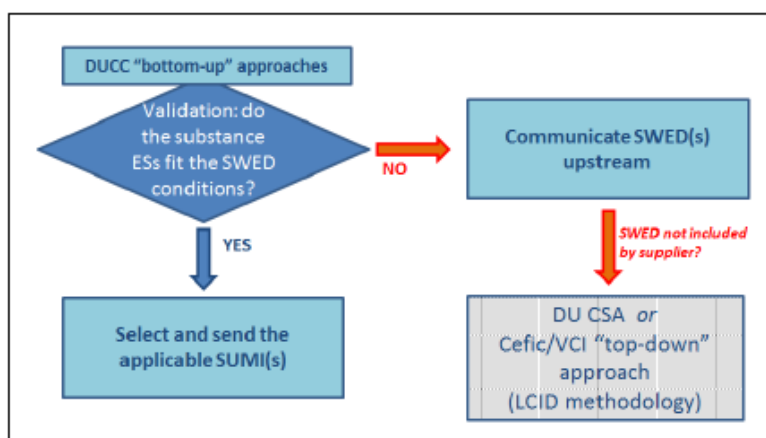 DUCC “bottom-up” approaches
Validation: do
the substance
ESs fit the SWED
conditions?
NO
Communicate SWED(s)
upstream
YES
SWED not included
by supplier?
Select and send the
applicable SUMI(s)
DU CSA or
Cefic/VCI “top-down”
approach
(LCID methodology)